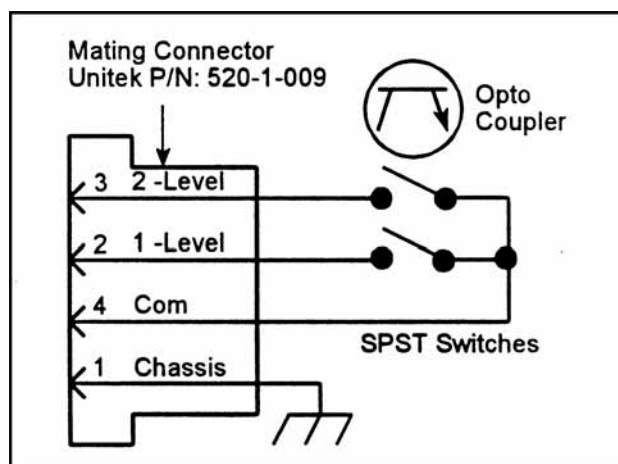 Mating Connector
Unitek P/N: 520-1-009
Opto
Coupler
3 2 -Level
2 1 -Level
4 Com
SPST Switches
1 Chassis